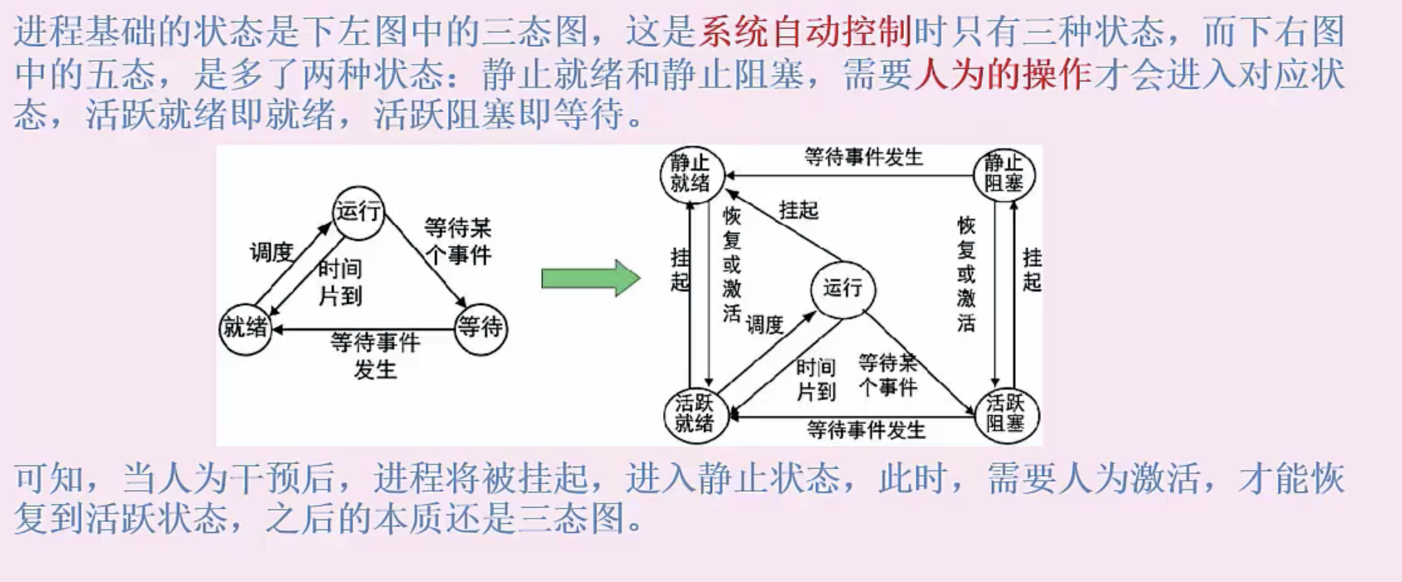 进程基础的状态是下左图中的三态图，这是系统自动控制时只有三种状态，而下右图
中的五态，是多了两种状态：静止就绪和静止阻塞，需要人为的操作才会进入对应状
态，活跃就绪即就绪，活跃阻塞即等待。
运行
调度
时间
片到
等待某
个事件
就绪
等待
等待事件
发生
静止
就绪
等待事件发生
静止
阻塞
挂起
恢复或激活
挂起
恢复或激活
挂起
运行
调度
时间
片到
等待某
个事件
活跃
就绪
等待事件发生
活跃
阻塞
可知，当人为干预后，进程将被挂起，进入静止状态，此时，需要人为激活，才能恢
复到活跃状态，之后的本质还是三态图。